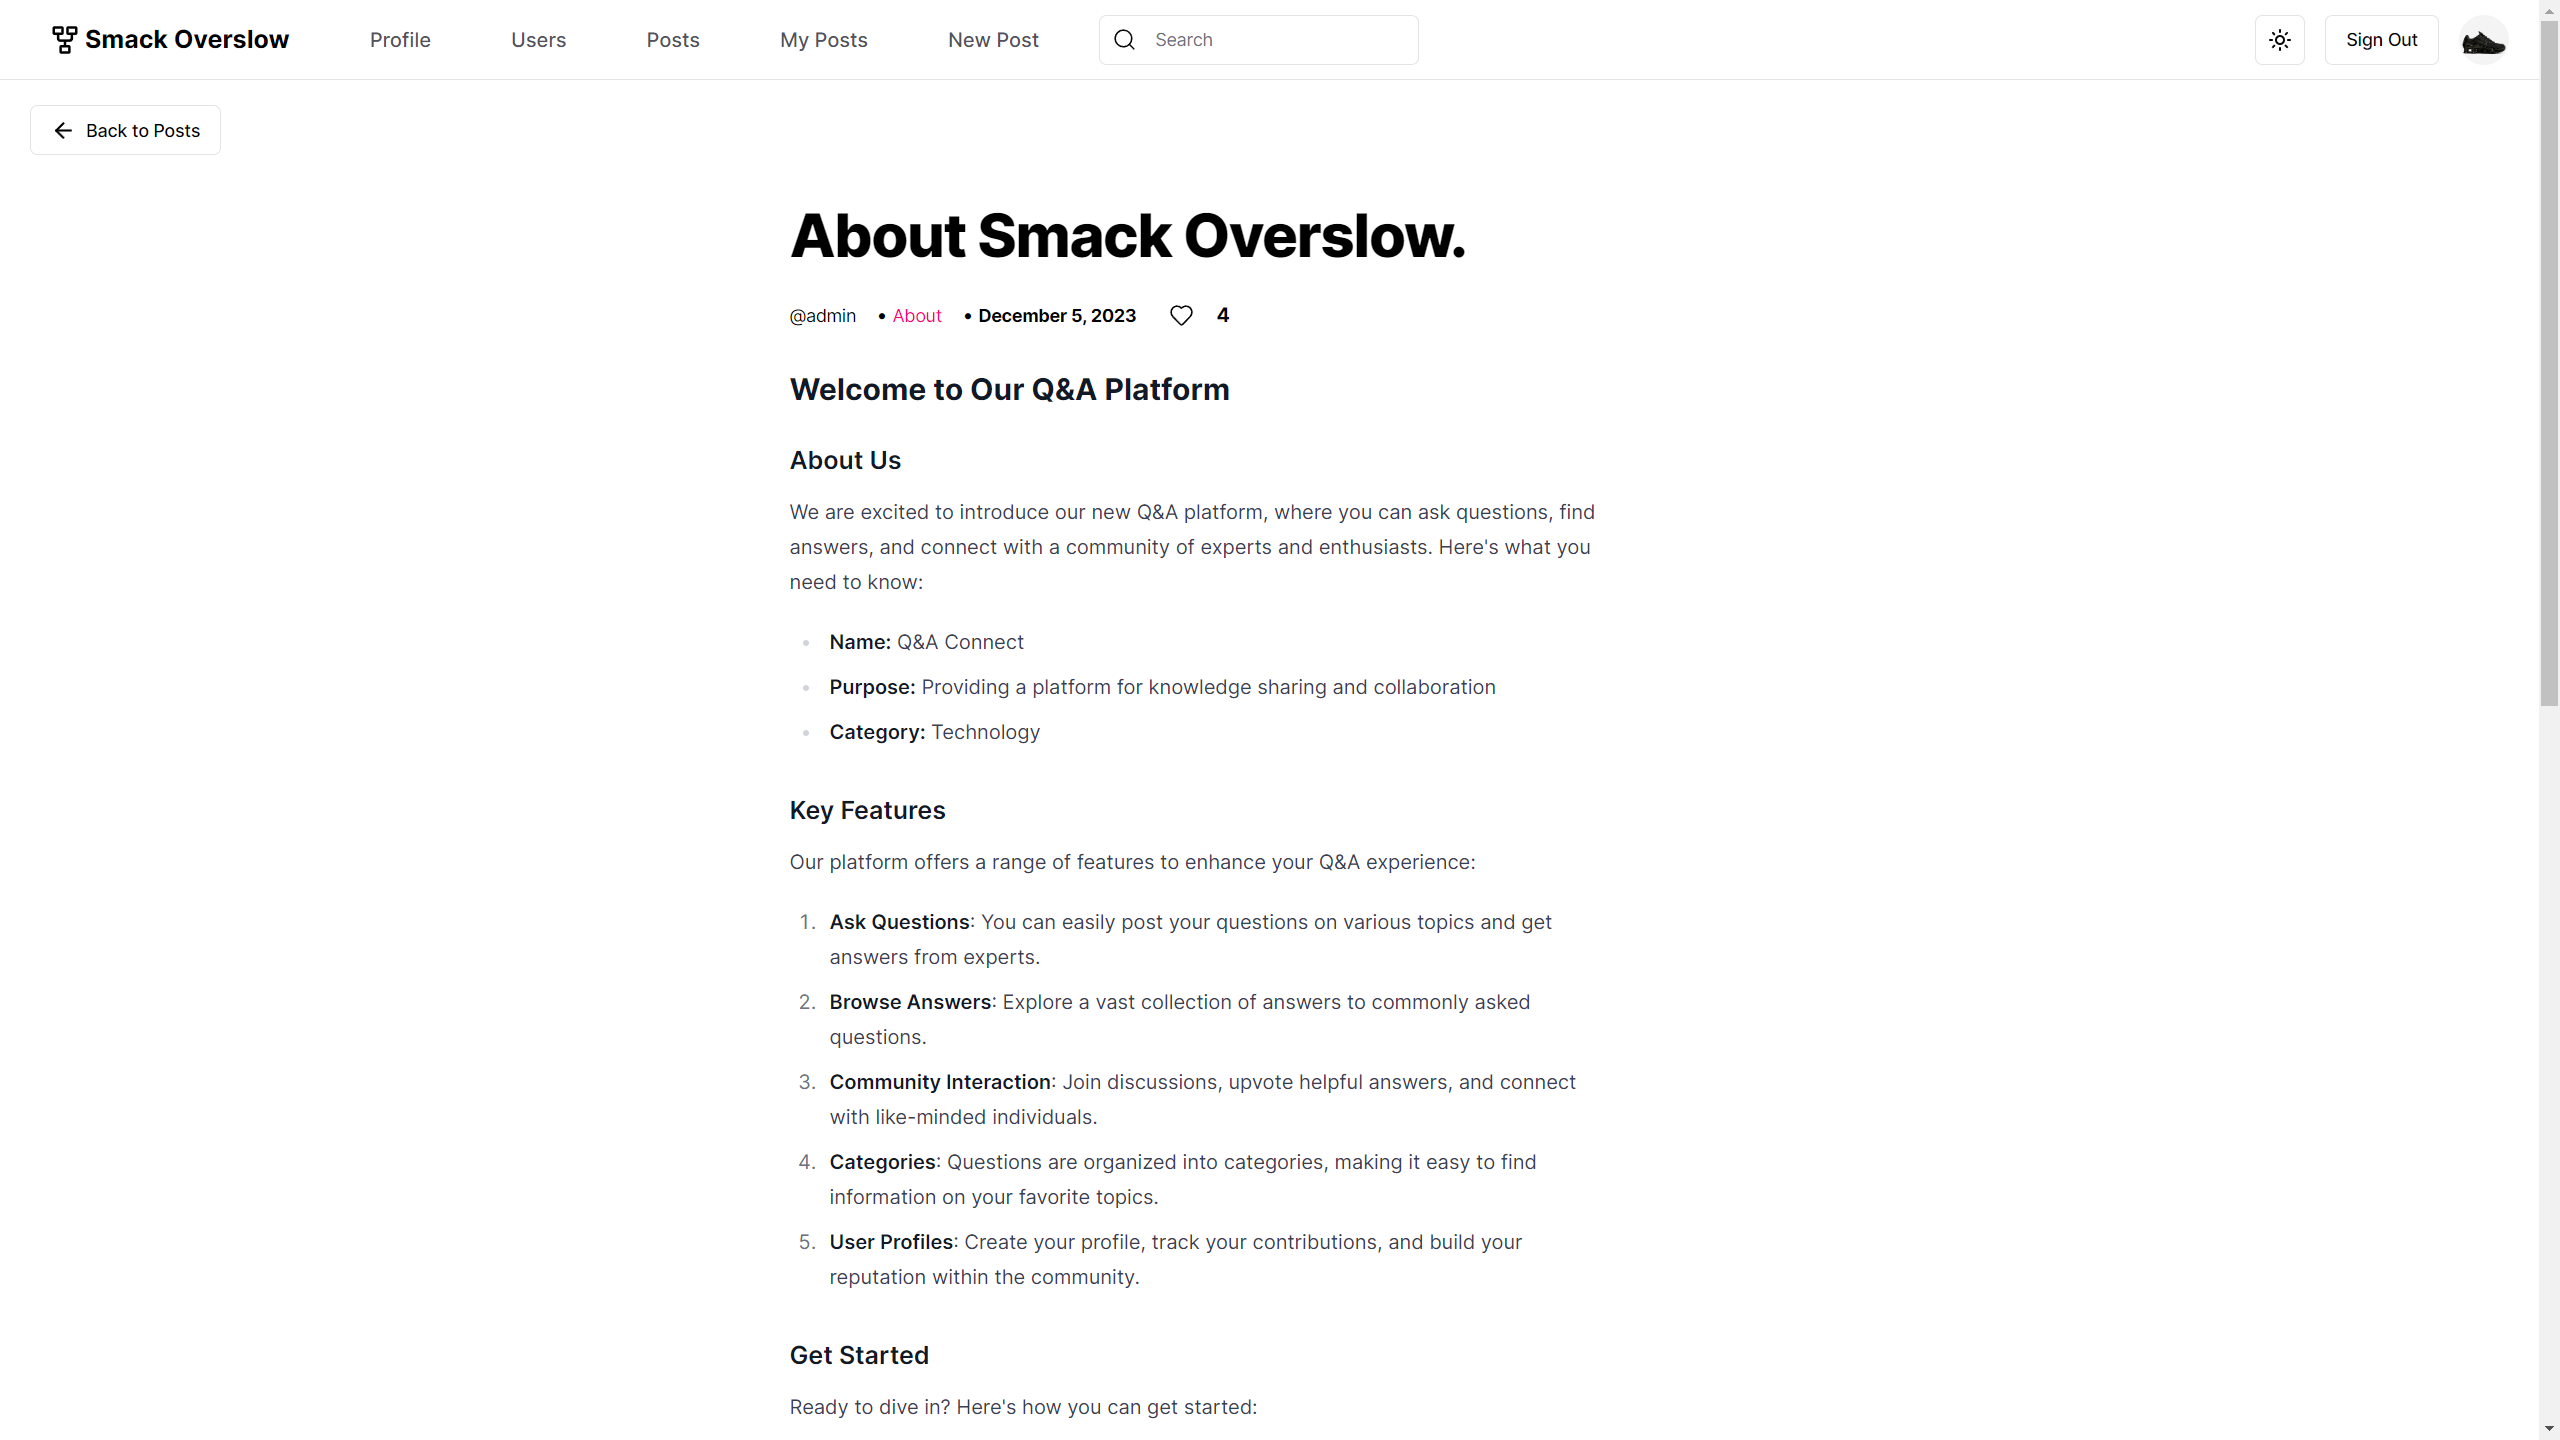 Smack Overslow
Profile
Users
Posts
My Posts
New Post
Search
Sign Out
Back to Posts
About Smack Overslow.
@admin • About • December 5, 2023 4
Welcome to Our Q&A Platform
About Us
We are excited to introduce our new Q&A platform, where you can ask questions, find
answers, and connect with a community of experts and enthusiasts. Here's what you
need to know:
• Name: Q&A Connect
• Purpose: Providing a platform for knowledge sharing and collaboration
• Category: Technology
Key Features
Our platform offers a range of features to enhance your Q&A experience:
1. Ask Questions: You can easily post your questions on various topics and get
answers from experts.
2. Browse Answers: Explore a vast collection of answers to commonly asked
questions.
3. Community Interaction: Join discussions, upvote helpful answers, and connect
with like-minded individuals.
4. Categories: Questions are organized into categories, making it easy to find
information on your favorite topics.
5. User Profiles: Create your profile, track your contributions, and build your
reputation within the community.
Get Started
Ready to dive in? Here's how you can get started: